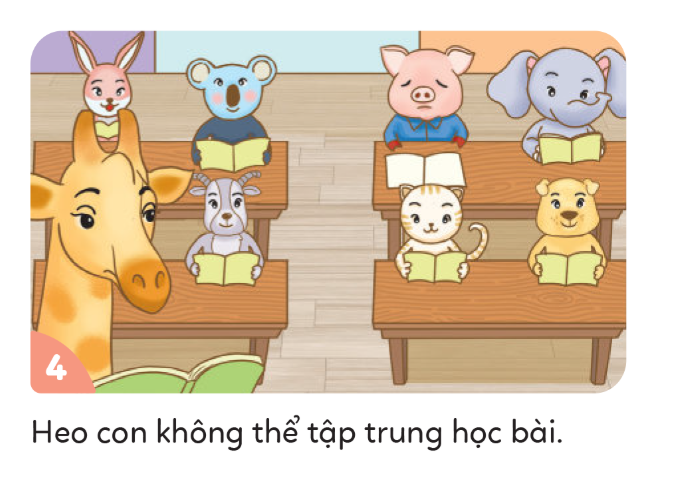 4
Heo con không thể tập trung học bài.